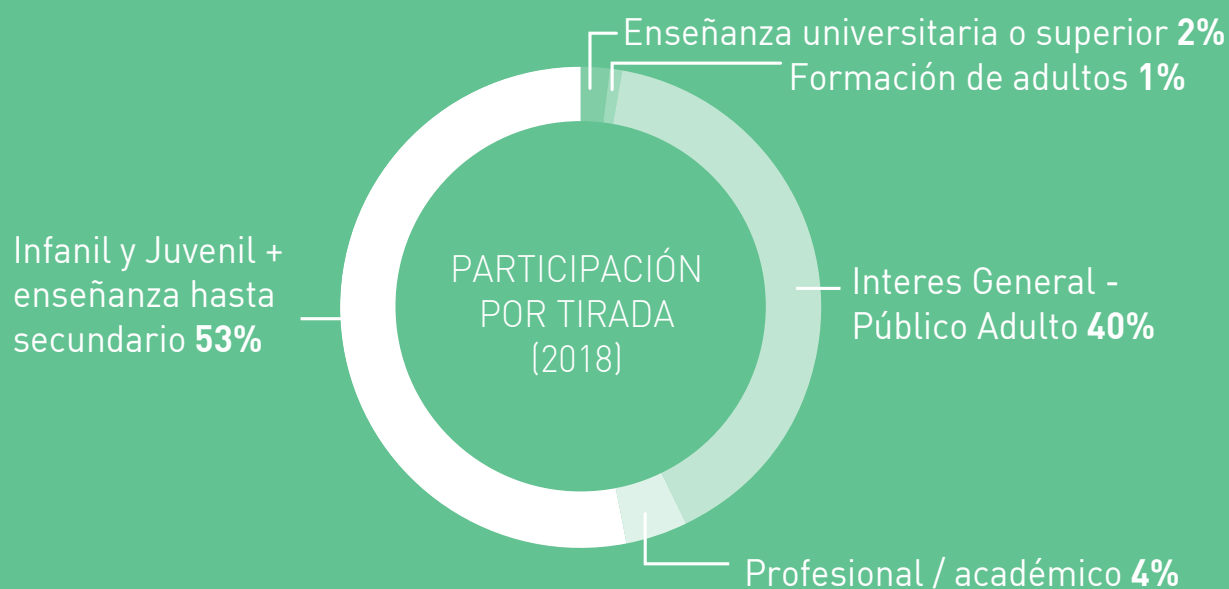 Enseñanza universitaria o superior 2%
Formación de adultos 1%
Infanil y Juvenil +
enseñanza hasta
secundario 53%
PARTICIPACIÓN
POR TIRADA
(2018)
Interes General -
Público Adulto 40%
Profesional / académico 4%